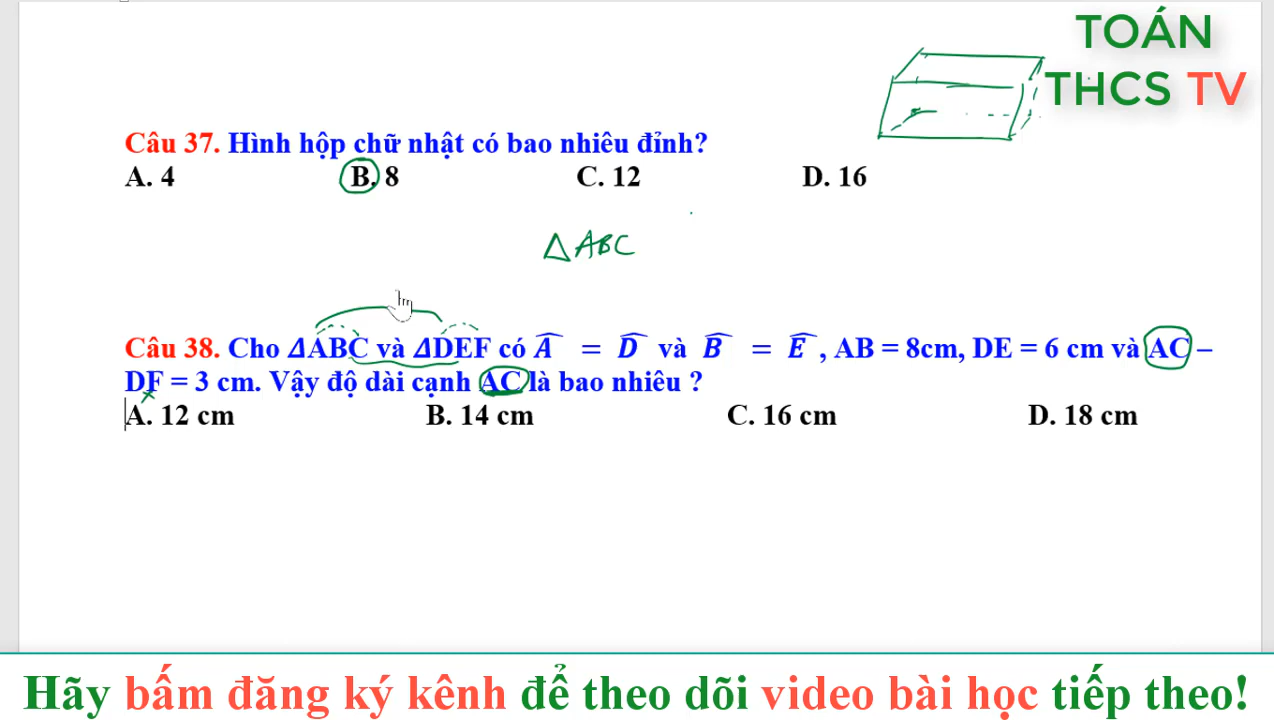 TOÁN
THCS TV
Câu 37. Hình hộp chữ nhật có bao nhiêu đỉnh?
A. 4 B. 8 C. 12 D. 16
Δ ABC
Câu 38. Cho ΔABC và ΔDEF có Â = D̂ và B̂ = Ê , AB = 8cm, DE = 6 cm và AC –
DF = 3 cm. Vậy độ dài cạnh AC là bao nhiêu ?
A. 12 cm B. 14 cm C. 16 cm D. 18 cm
Hãy bấm đăng ký kênh để theo dõi video bài học tiếp theo!